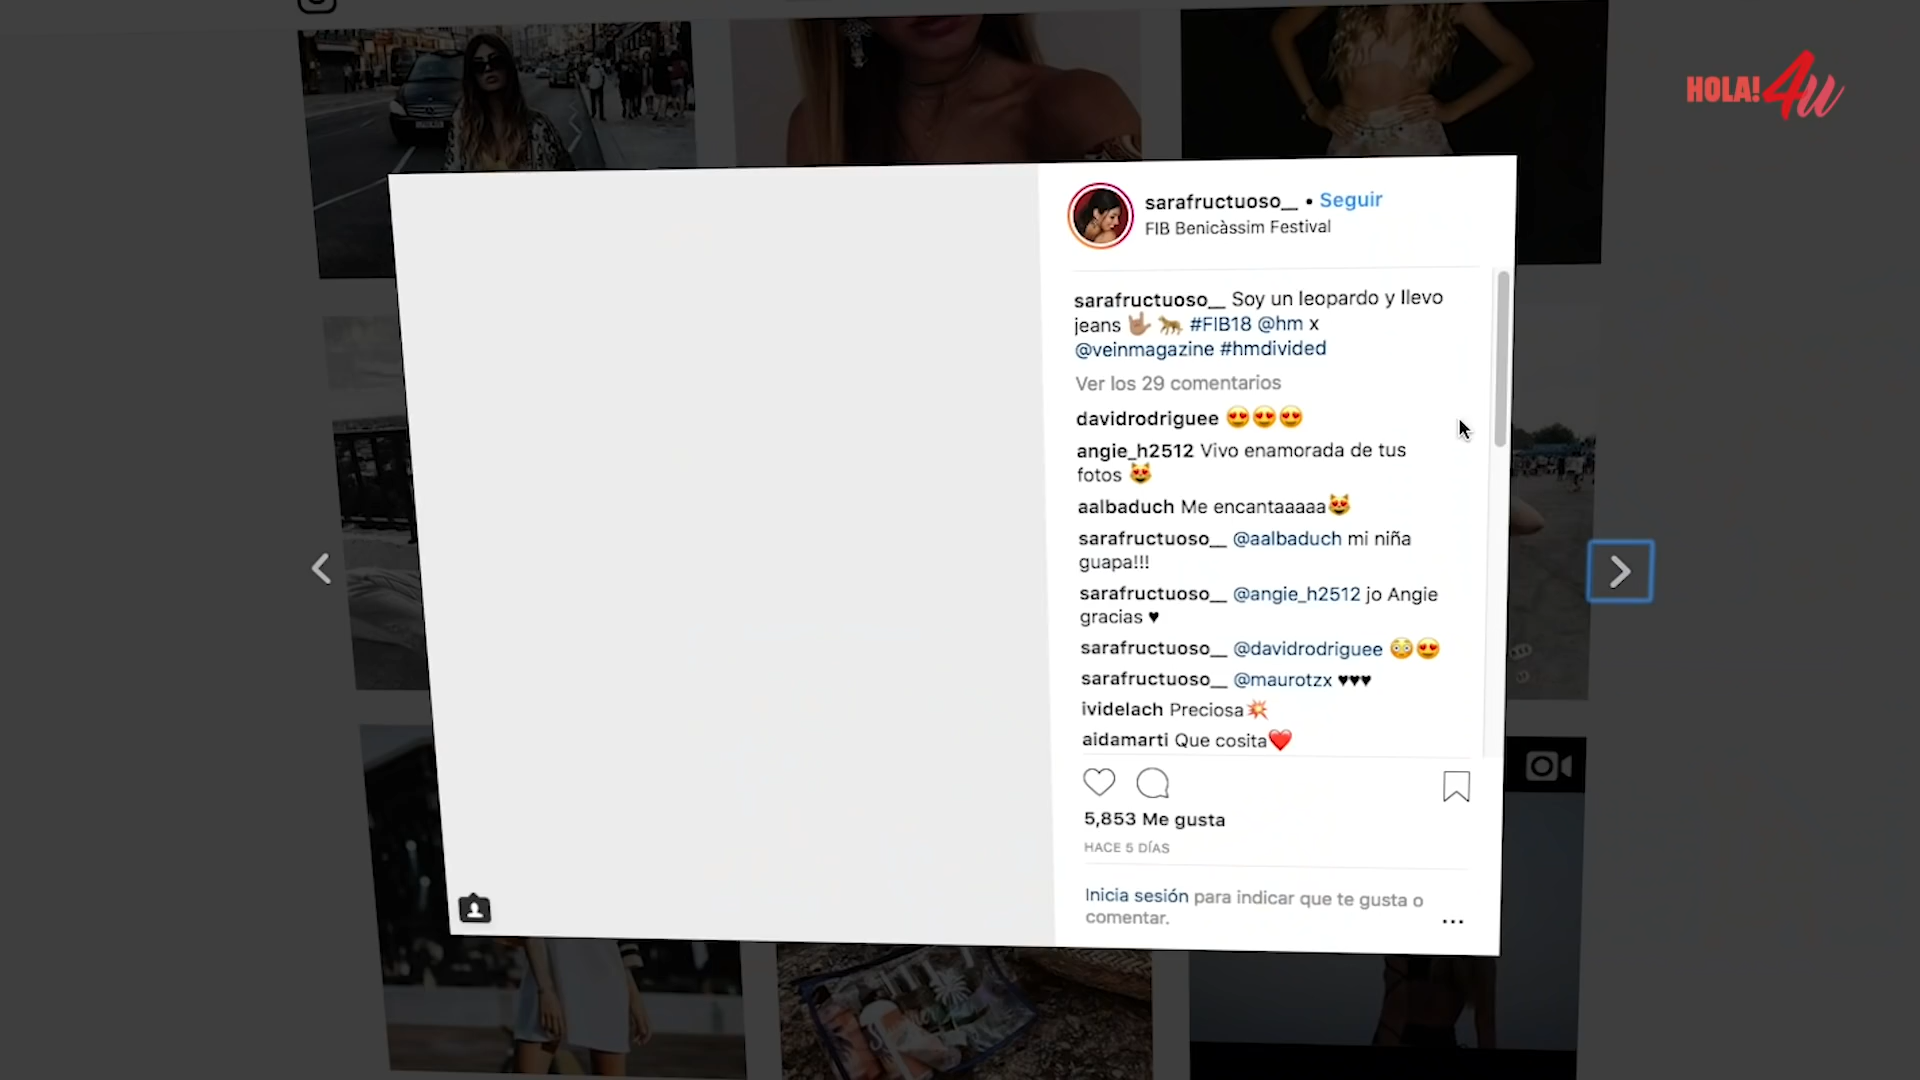 HOLA!4u
sarafructuoso__ • Seguir
FIB Benicàssim Festival
sarafructuoso__ Soy un leopardo y llevo
jeans 🤟🏽 🐆 #FIB18 @hm x
@veinmagazine #hmdivided
Ver los 29 comentarios
davidrodriguee 😍😍😍
angie_h2512 Vivo enamorada de tus
fotos 😻
aalbaduch Me encantaaaaa😻
sarafructuoso__ @aalbaduch mi niña
guapa!!!
sarafructuoso__ @angie_h2512 jo Angie
gracias ♥
sarafructuoso__ @davidrodriguee 😳😍
sarafructuoso__ @maurotzx ♥♥♥
ividelach Preciosa💥
aidamarti Que cosita❤️
5,853 Me gusta
HACE 5 DÍAS
Inicia sesión para indicar que te gusta o
comentar.